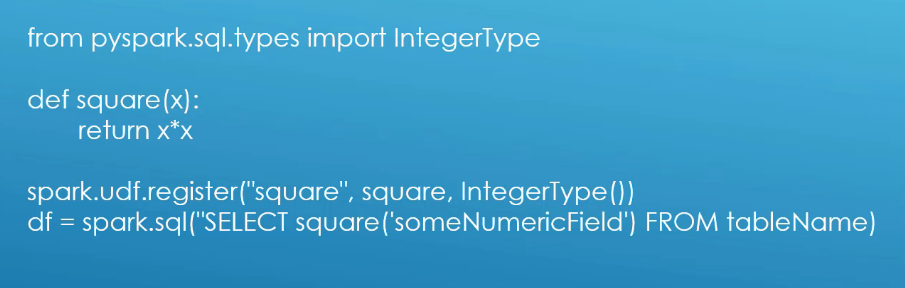 from pyspark.sql.types import IntegerType
def square(x):
return x*x
spark.udf.register("square", square, IntegerType())
df = spark.sql("SELECT square('someNumericField') FROM tableName)